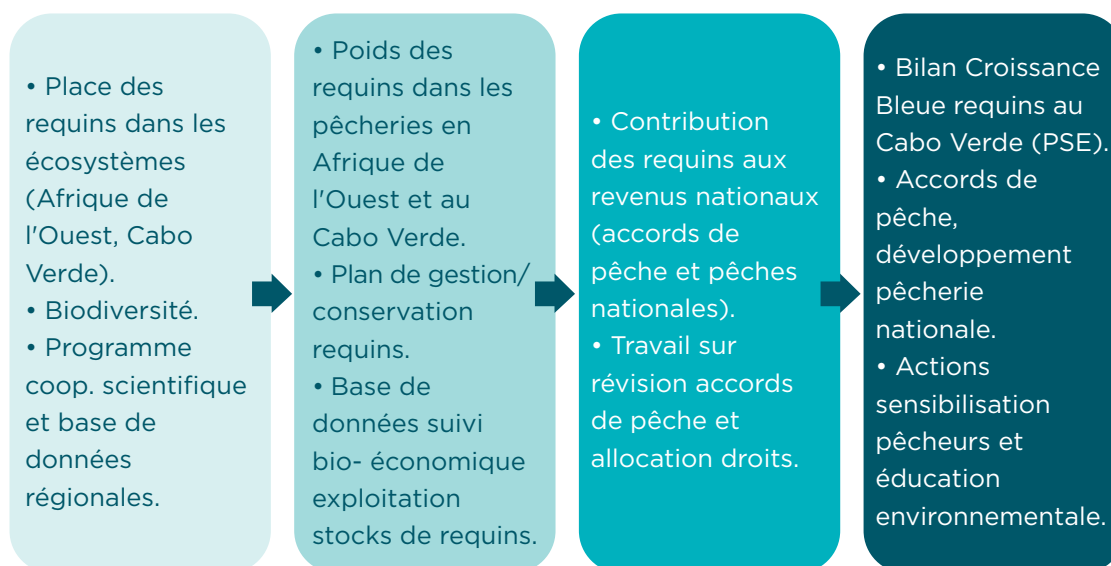 • Place des
requins dans les
écosystèmes
(Afrique de
l'Ouest, Cabo
Verde).
• Biodiversité.
• Programme
coop. scientifique
et base de
données
régionales.
• Poids des
requins dans les
pêcheries en
Afrique de
l'Ouest et au
Cabo Verde.
• Plan de gestion/
conservation
requins.
• Base de
données suivi
bio- économique
exploitation
stocks de requins.
• Contribution
des requins aux
revenus nationaux
(accords de
pêche et pêches
nationales).
• Travail sur
révision accords
de pêche et
allocation droits.
• Bilan Croissance
Bleue requins au
Cabo Verde (PSE).
• Accords de
pêche,
développement
pêcherie
nationale.
• Actions
sensibilisation
pêcheurs et
éducation
environnementale.